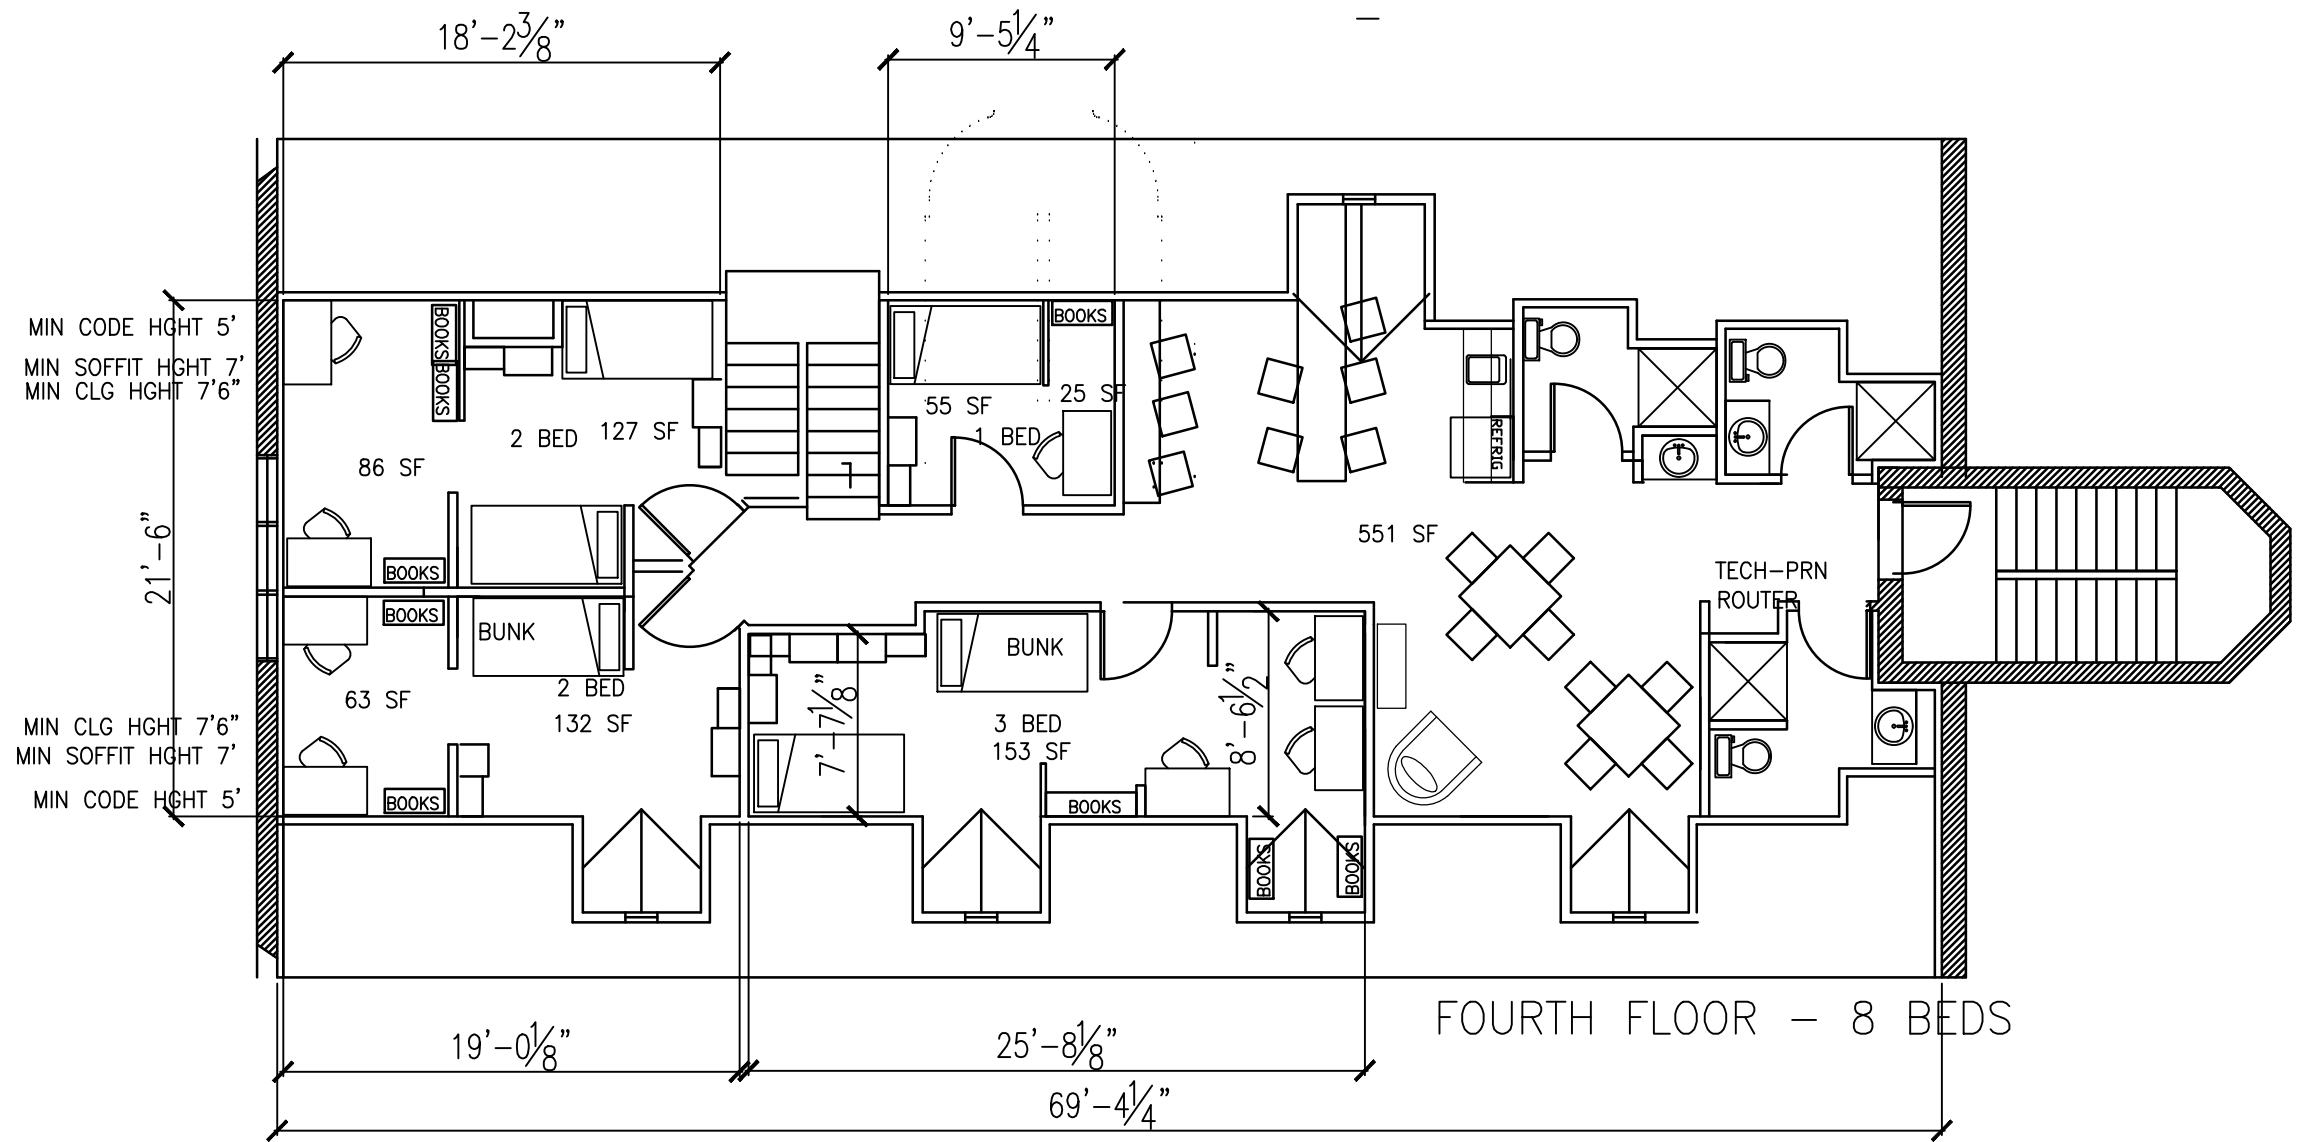 18'-2 3/8"
9'-5 1/4"
MIN CODE HGHT 5'
MIN SOFFIT HGHT 7'
MIN CLG HGHT 7'6"
BOOKS
BOOKS
BOOKS
2 BED
127 SF
86 SF
55 SF
25 SF
1 BED
REFRIG
21'-6"
551 SF
BOOKS
BOOKS
TECH-PRN
ROUTER
BUNK
BUNK
2 BED
132 SF
63 SF
7'-7 1/8"
8'-6 1/2"
3 BED
153 SF
MIN CLG HGHT 7'6"
MIN SOFFIT HGHT 7'
MIN CODE HGHT 5'
BOOKS
BOOKS
BOOKS
BOOKS
FOURTH FLOOR - 8 BEDS
19'-0 1/8"
25'-8 1/8"
69'-4 1/4"